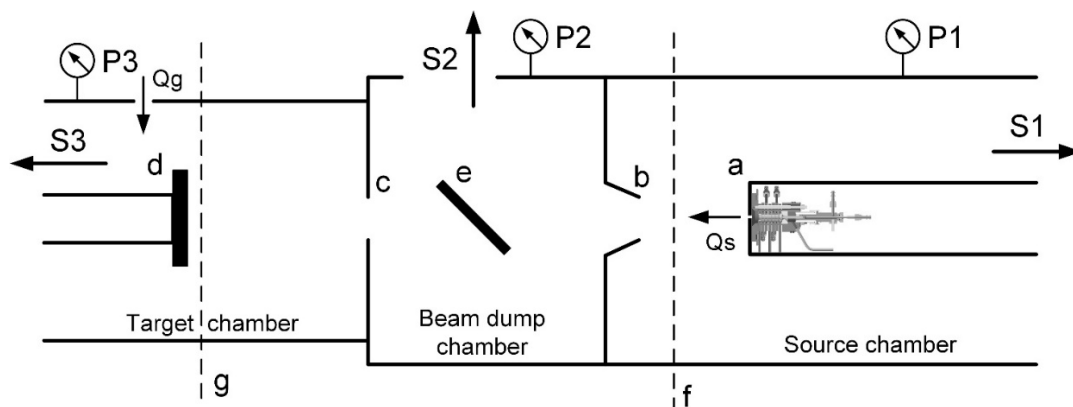 P3
Qg
S2
P2
P1
S3
d
c
e
b
a
S1
Qs
Target chamber
Beam dump
chamber
Source chamber
g
f